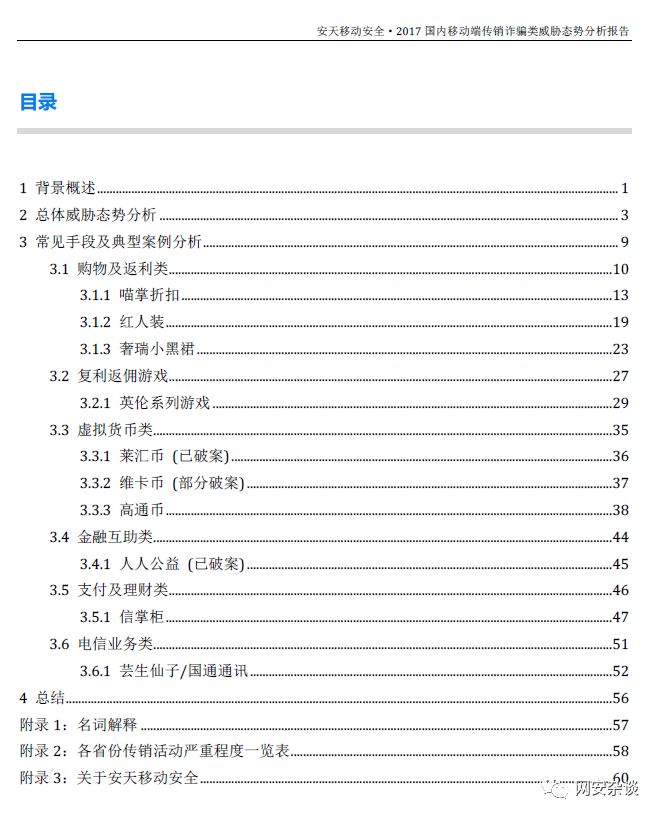 安天移动安全·2017 国内移动端传销诈骗类威胁态势分析报告
目录
1 背景概述 1
2 总体威胁态势分析 3
3 常见手段及典型案例分析 9
3.1 购物及返利类 10
3.1.1 喵掌折扣 13
3.1.2 红人装 19
3.1.3 奢瑞小黑裙 23
3.2 复利返佣游戏 27
3.2.1 英伦系列游戏 29
3.3 虚拟货币类 35
3.3.1 莱汇币 (已破案) 36
3.3.2 维卡币 (部分破案) 37
3.3.3 高通币 38
3.4 金融互助类 44
3.4.1 人人公益 (已破案) 45
3.5 支付及理财类 46
3.5.1 信掌柜 47
3.6 电信业务类 51
3.6.1 芸生仙子/国通通讯 52
4 总结 56
附录 1：名词解释 57
附录 2：各省份传销活动严重程度一览表 58
附录 3：关于安天移动安全 60
网安杂谈